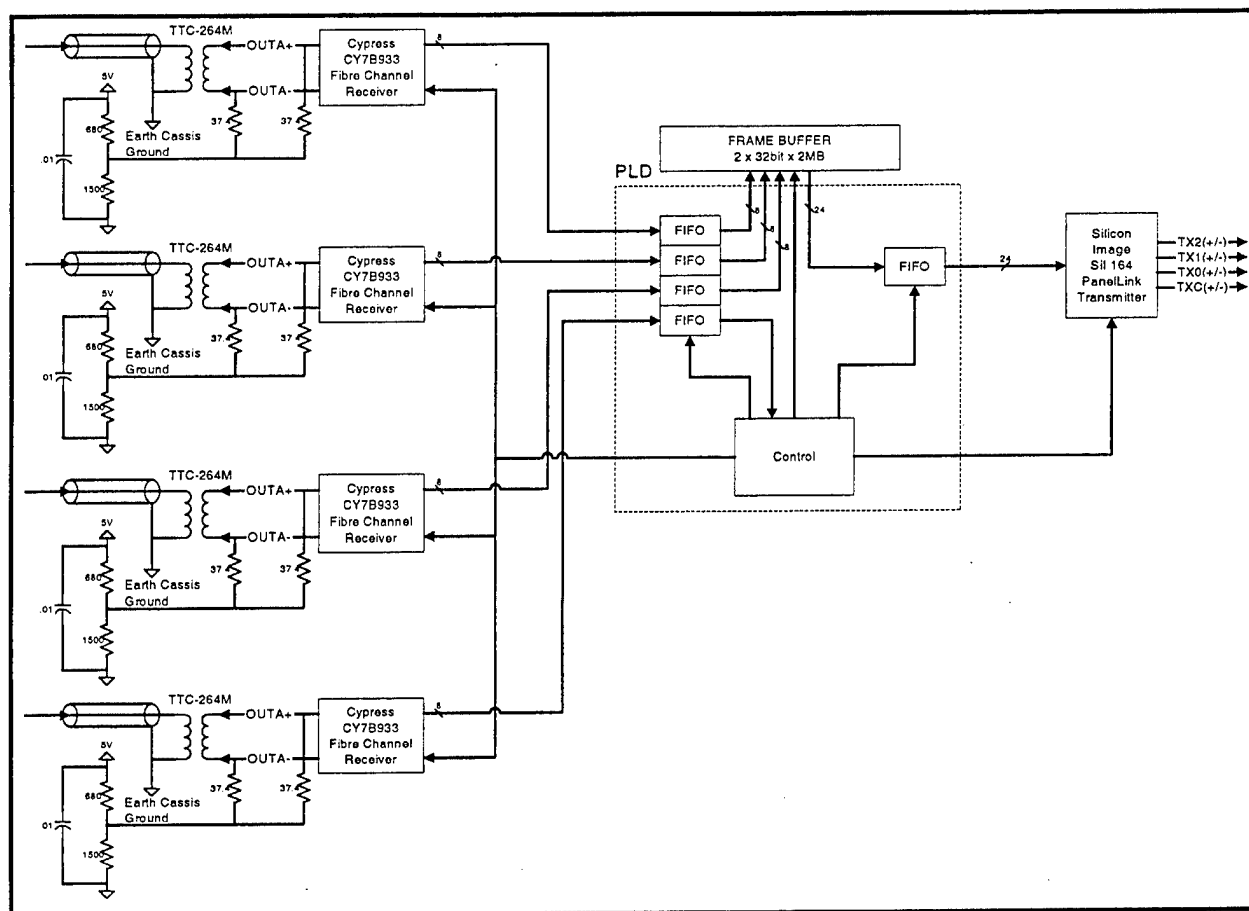 TTC-264M
OUTA+
OUTA-
Cypress
CY7B933
Fibre Channel
Receiver
8
5V
680
.01
1500
Earth Cassis
Ground
37.
37.
TTC-264M
OUTA+
OUTA-
Cypress
CY7B933
Fibre Channel
Receiver
8
5V
680
.01
1500
Earth Cassis
Ground
37.4
37.4
TTC-264M
OUTA+
OUTA-
Cypress
CY7B933
Fibre Channel
Receiver
8
5V
680
.01
1500
Earth Cassis
Ground
37.4
37.4
TTC-264M
OUTA+
OUTA-
Cypress
CY7B933
Fibre Channel
Receiver
8
5V
680
.01
1500
Earth Cassis
Ground
37.4
37.4
FRAME BUFFER
2 x 32bit x 2MB
PLD
8
8
8
24
FIFO
FIFO
FIFO
FIFO
FIFO
24
Control
Silicon
Image
SiI 164
PanelLink
Transmitter
TX2(+/-)
TX1(+/-)
TX0(+/-)
TXC(+/-)